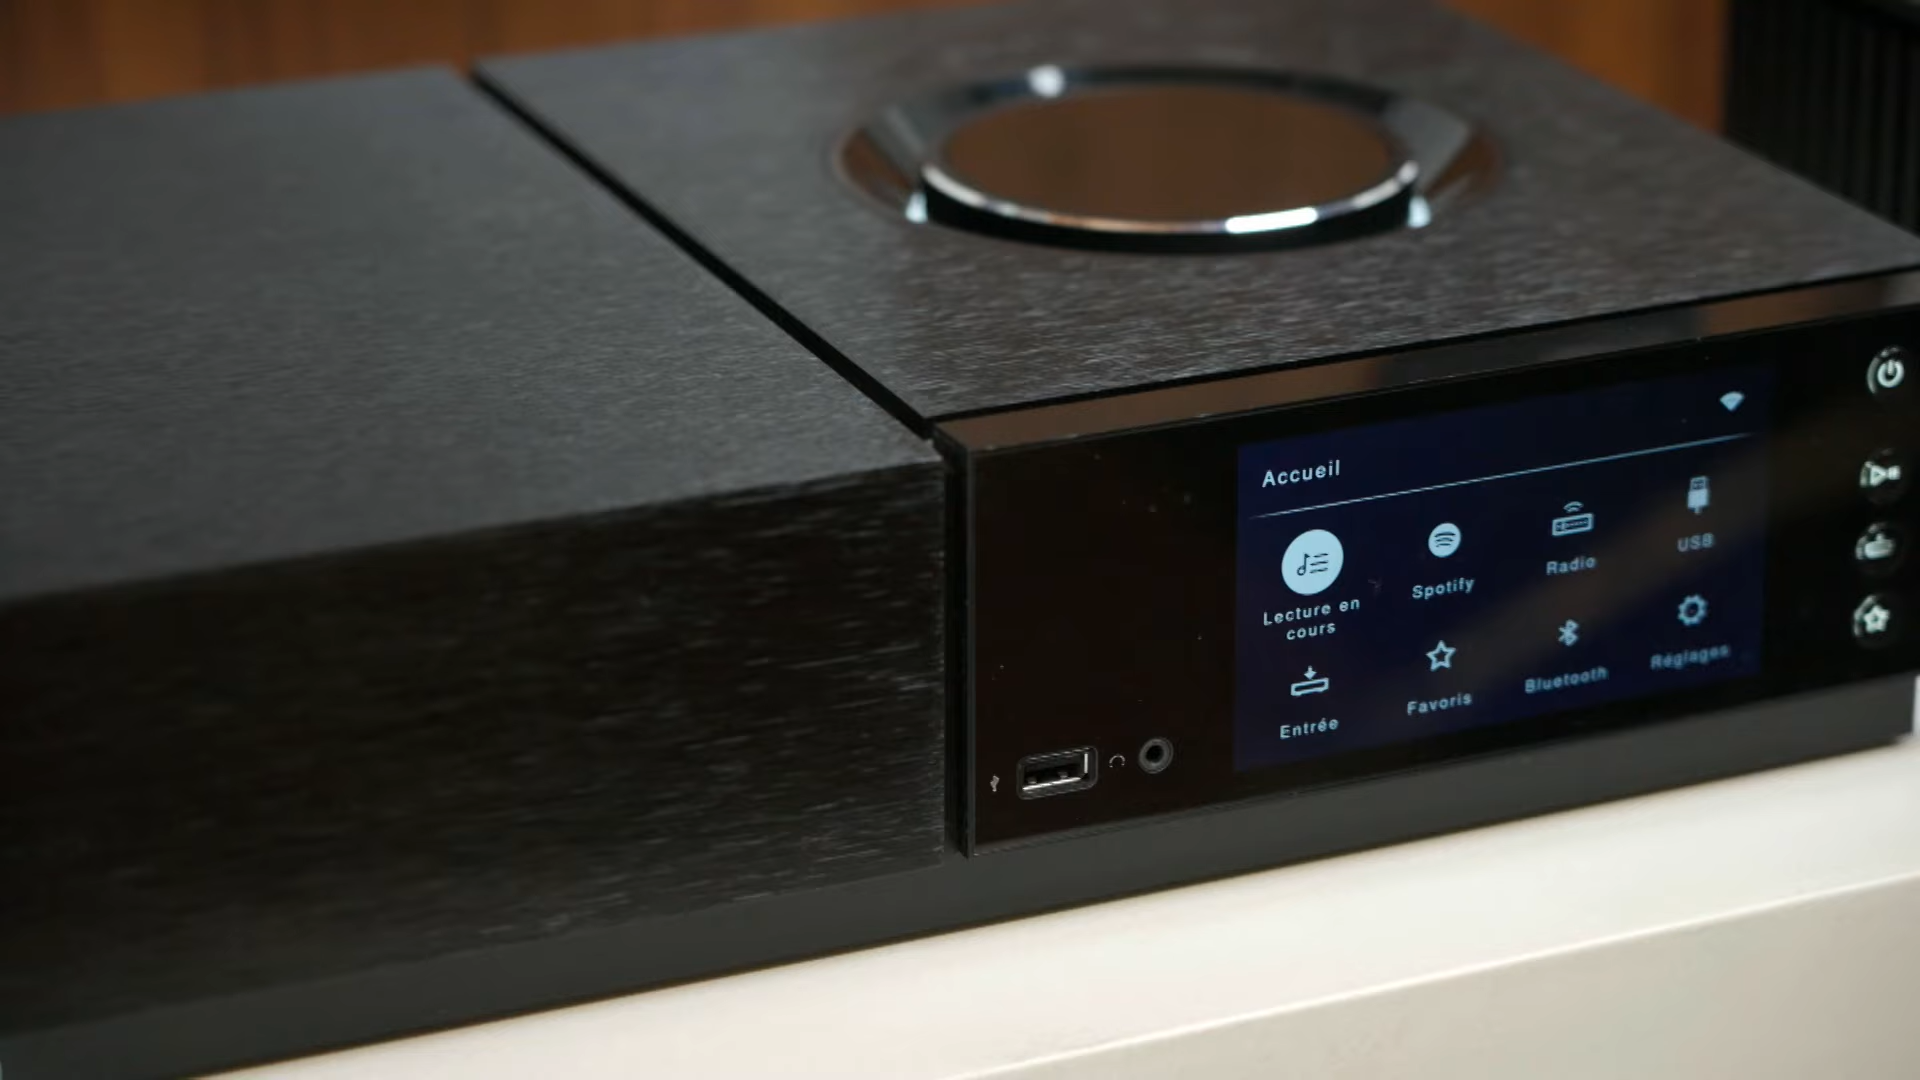 Accueil
Lecture en
cours
Spotify
Radio
USB
Entrée
Favoris
Bluetooth
Réglages